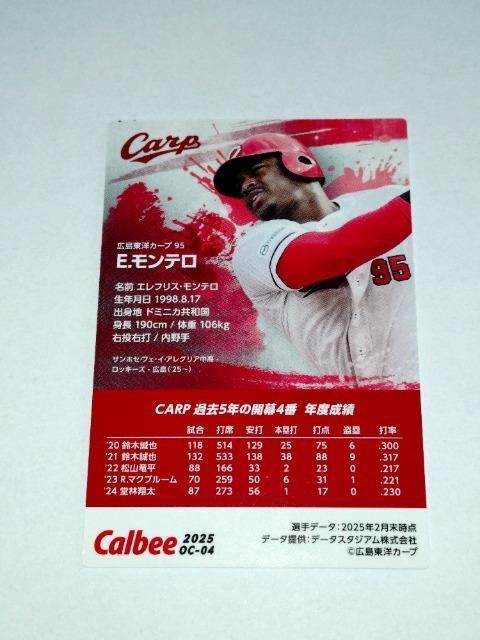 Carp
広島東洋カープ 95
E.モンテロ
名前 エレフリス・モンテロ
生年月日 1998.8.17
出身地 ドミニカ共和国
身長 190cm / 体重 106kg
右投右打 / 内野手
サンホセ・フェ・イ・アレグリア中高 -
ロッキーズ - 広島('25～)
95
CARP 過去5年の開幕4番 年度成績
試合 打席 安打 本塁打 打点 盗塁 打率
'20 鈴木誠也 118 514 129 25 75 6 .300
'21 鈴木誠也 132 533 138 38 88 9 .317
'22 松山竜平 88 166 33 2 23 0 .217
'23 R.マクブルーム 70 259 50 6 31 1 .221
'24 堂林翔太 87 273 56 1 17 0 .230
Calbee 2025
OC-04
選手データ：2025年2月末時点
データ提供：データスタジアム株式会社
©広島東洋カープ